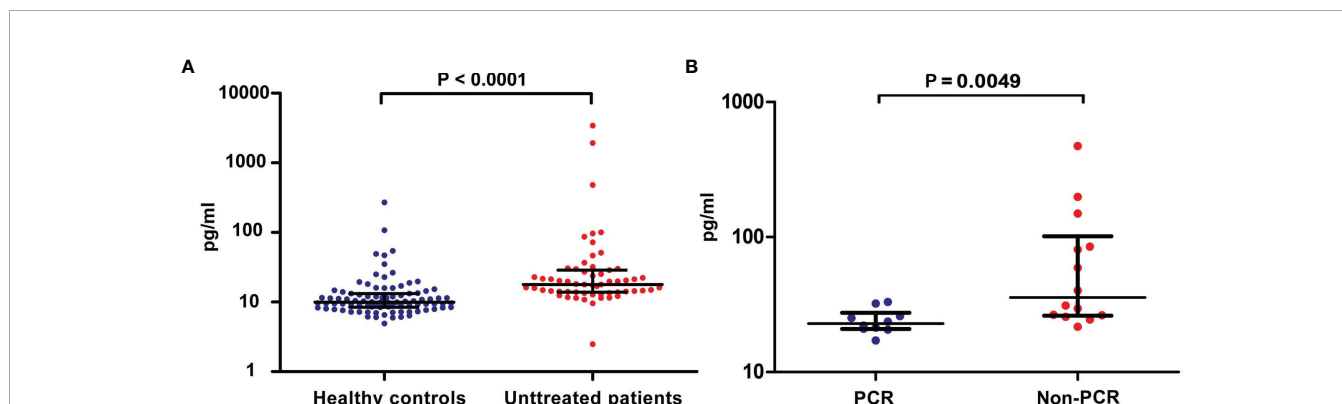 A
P < 0.0001
10000
1000
100
10
1
pg/ml
Healthy controls
Unttreated patients
B
P = 0.0049
1000
100
10
pg/ml
PCR
Non-PCR